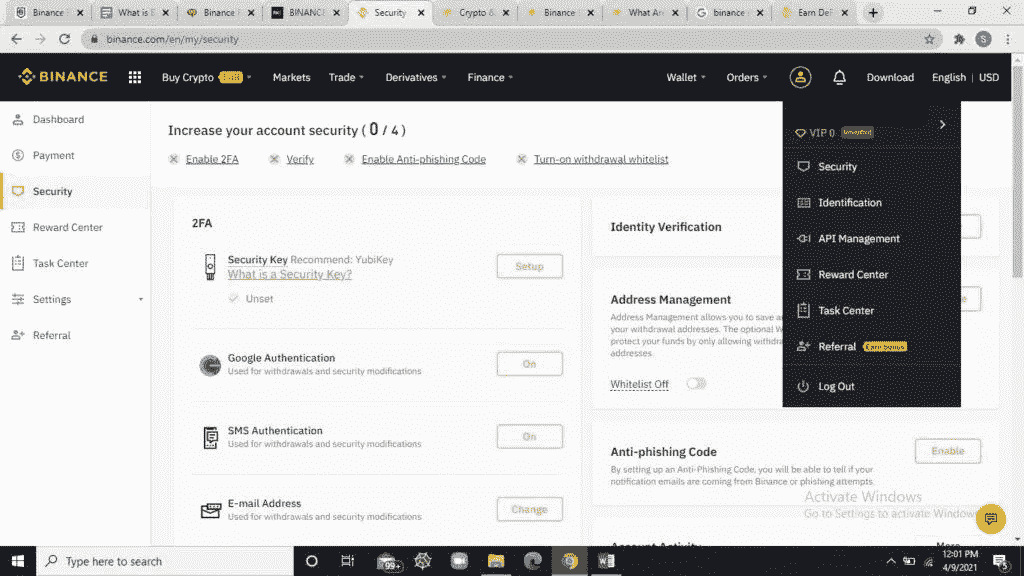 Binance
What is
Binance
BINANCE
Security
Crypto &
Binance
What Are
binance
Earn DeF
binance.com/en/my/security
S
BINANCE
Buy Crypto
Markets
Trade
Derivatives
Finance
Wallet
Orders
Download
English | USD
Dashboard
Payment
Security
Reward Center
Task Center
Settings
Referral
Increase your account security ( 0 / 4 )
Enable 2FA
Verify
Enable Anti-phishing Code
Turn-on withdrawal whitelist
2FA
Security Key Recommend: YubiKey
What is a Security Key?
Unset
Setup
Google Authentication
Used for withdrawals and security modifications
On
SMS Authentication
Used for withdrawals and security modifications
On
E-mail Address
Used for withdrawals and security modifications
Change
Identity Verification
Address Management
Address Management allows you to save a
your withdrawal addresses. The optional W
protect your funds by only allowing withdra
addresses.
Whitelist Off
Anti-phishing Code
By setting up an Anti-Phishing Code, you will be able to tell if your
notification emails are coming from Binance or phishing attempts.
Enable
Account Activity
More
VIP 0
Security
Identification
API Management
Reward Center
Task Center
Referral Earn bonus
Log Out
Activate Windows
Go to Settings to activate Windows
Type here to search
99+
12:01 PM
4/9/2021
5